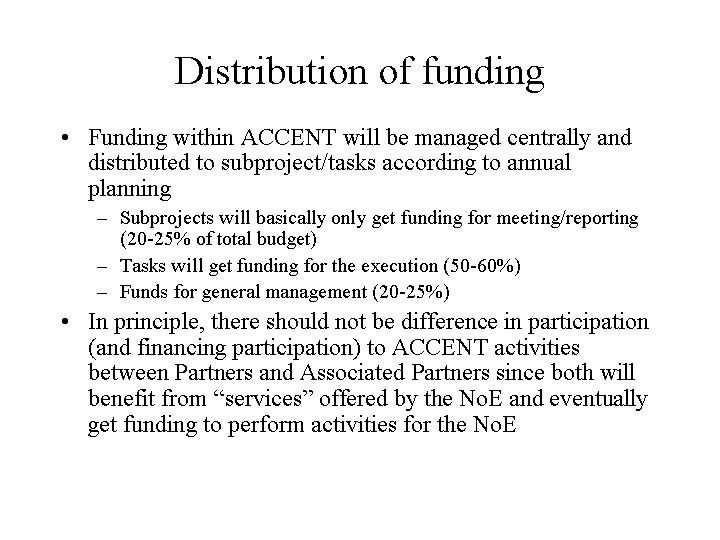 Distribution of funding
• Funding within ACCENT will be managed centrally and
distributed to subproject/tasks according to annual
planning
– Subprojects will basically only get funding for meeting/reporting
(20-25% of total budget)
– Tasks will get funding for the execution (50-60%)
– Funds for general management (20-25%)
• In principle, there should not be difference in participation
(and financing participation) to ACCENT activities
between Partners and Associated Partners since both will
benefit from “services” offered by the No.E and eventually
get funding to perform activities for the No.E